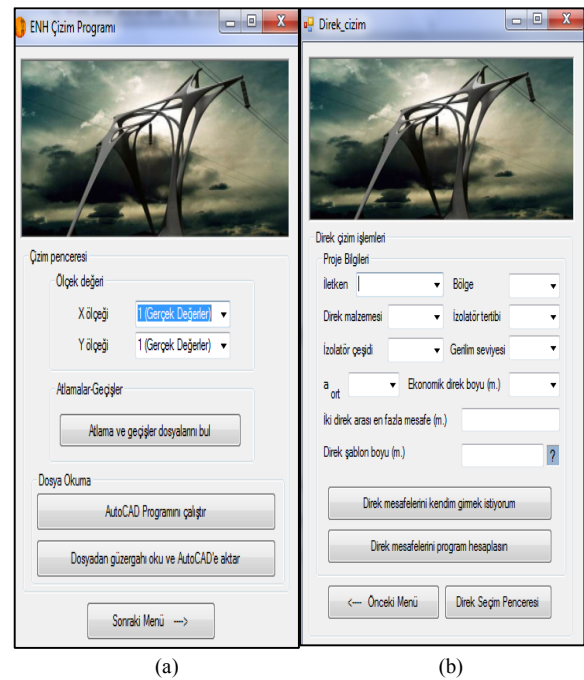 ENH Çizim Programı
Çizim penceresi
Ölçek değeri
X ölçeği 1 (Gerçek Değerler)
Y ölçeği 1 (Gerçek Değerler)
Atlamalar-Geçişler
Atlama ve geçişler dosyalarını bul
Dosya Okuma
AutoCAD Programını çalıştır
Dosyadan güzergahı oku ve AutoCAD'e aktar
Sonraki Menü --->
(a)
Direk_cizim
Direk çizim işlemleri
Proje Bilgileri
İletken Bölge
Direk malzemesi İzolatör tertibi
İzolatör çeşidi Gerilim seviyesi
a ort Ekonomik direk boyu (m.)
İki direk arası en fazla mesafe (m.)
Direk şablon boyu (m.) ?
Direk mesafelerini kendim girmek istiyorum
Direk mesafelerini program hesaplasın
<--- Önceki Menü Direk Seçim Penceresi
(b)